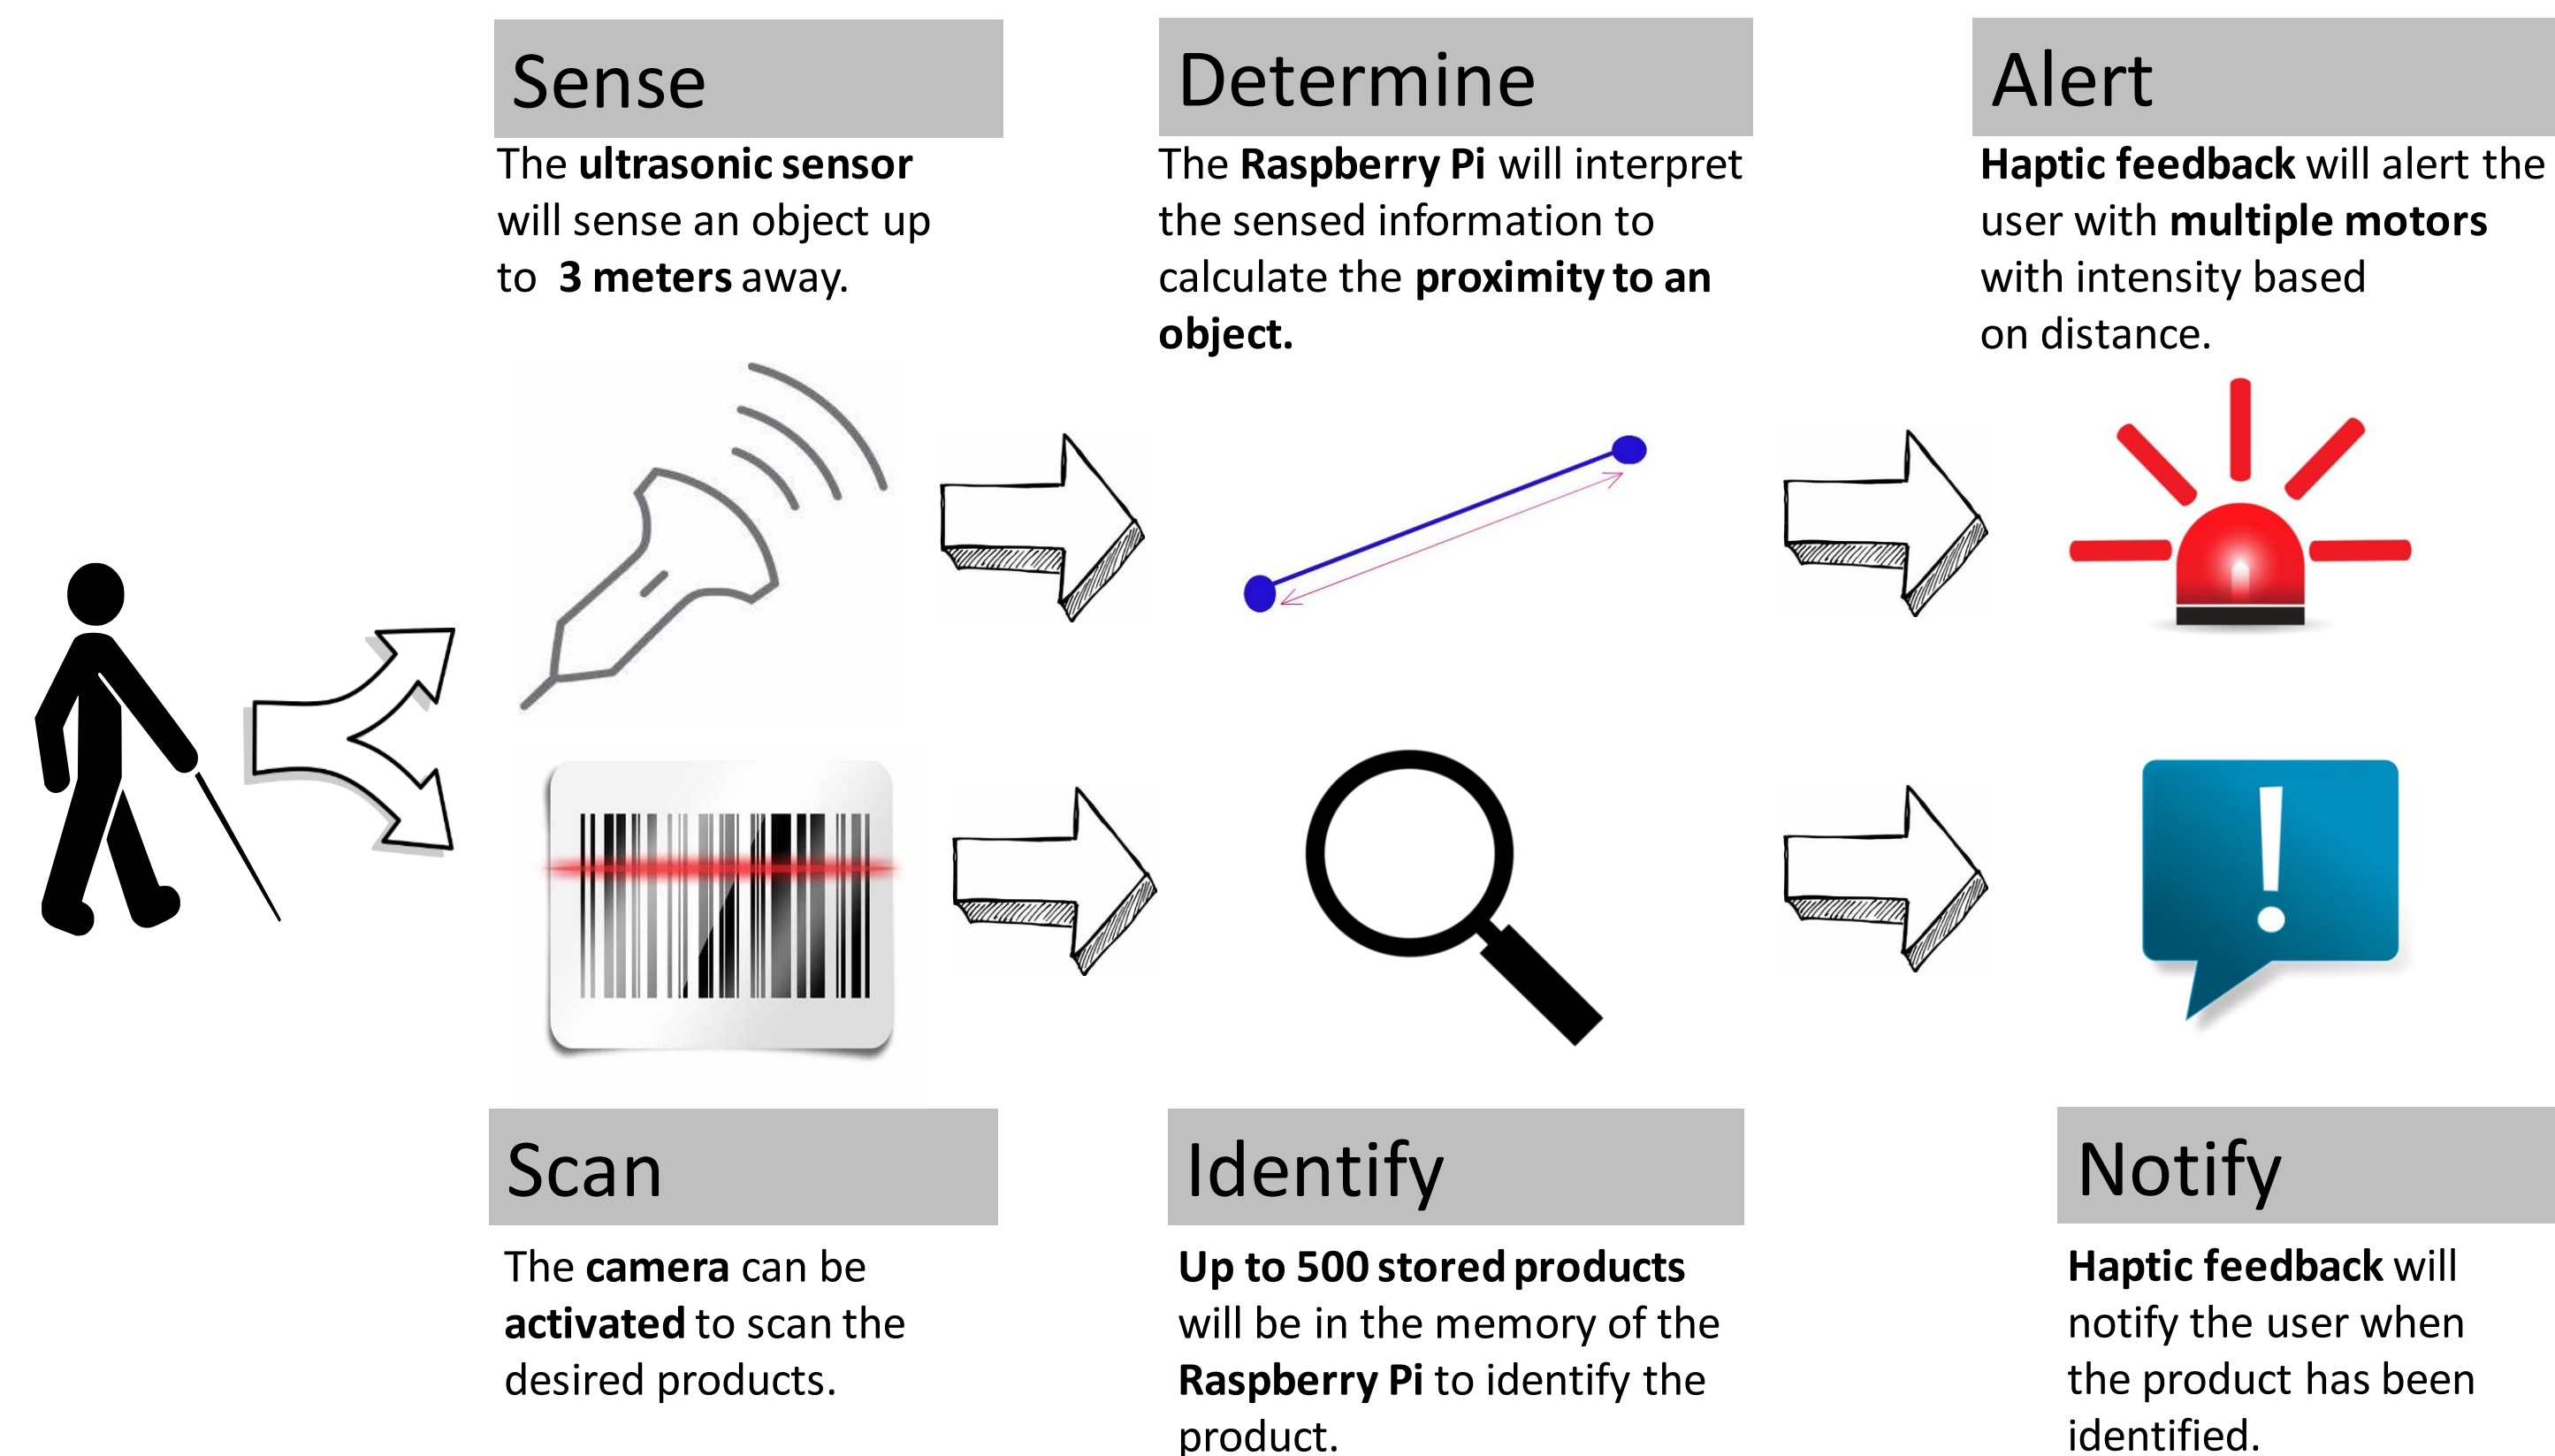 Sense
The ultrasonic sensor
will sense an object up
to 3 meters away.
Determine
The Raspberry Pi will interpret
the sensed information to
calculate the proximity to an
object.
Alert
Haptic feedback will alert the
user with multiple motors
with intensity based
on distance.
Scan
The camera can be
activated to scan the
desired products.
Identify
Up to 500 stored products
will be in the memory of the
Raspberry Pi to identify the
product.
Notify
Haptic feedback will
notify the user when
the product has been
identified.